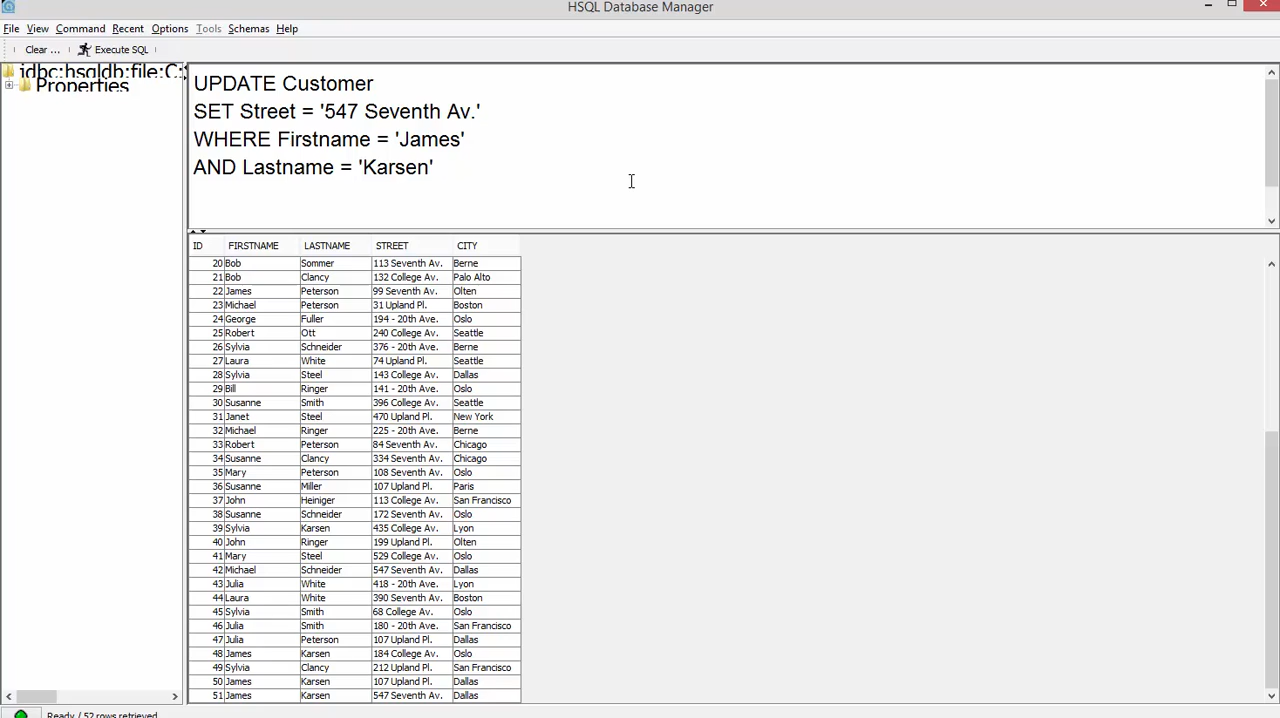 HSQL Database Manager
File View Command Recent Options Tools Schemas Help
Clear ... Execute SQL
jdbc:hsqldb:file:C:
Properties
UPDATE Customer
SET Street = '547 Seventh Av.'
WHERE Firstname = 'James'
AND Lastname = 'Karsen'
ID FIRSTNAME LASTNAME STREET CITY
20 Bob Sommer 113 Seventh Av. Berne
21 Bob Clancy 132 College Av. Palo Alto
22 James Peterson 99 Seventh Av. Olten
23 Michael Peterson 31 Upland Pl. Boston
24 George Fuller 194 - 20th Ave. Oslo
25 Robert Ott 240 College Av. Seattle
26 Sylvia Schneider 376 - 20th Ave. Berne
27 Laura White 74 Upland Pl. Seattle
28 Sylvia Steel 143 College Av. Dallas
29 Bill Ringer 141 - 20th Ave. Oslo
30 Susanne Smith 396 College Av. Seattle
31 Janet Steel 470 Upland Pl. New York
32 Michael Ringer 225 - 20th Ave. Berne
33 Robert Peterson 84 Seventh Av. Chicago
34 Susanne Clancy 334 Seventh Av. Chicago
35 Mary Peterson 108 Seventh Av. Oslo
36 Susanne Miller 107 Upland Pl. Paris
37 John Heiniger 113 College Av. San Francisco
38 Susanne Schneider 172 Seventh Av. Oslo
39 Sylvia Karsen 435 College Av. Lyon
40 John Ringer 199 Upland Pl. Olten
41 Mary Steel 529 College Av. Oslo
42 Michael Schneider 547 Seventh Av. Dallas
43 Julia White 418 - 20th Ave. Lyon
44 Laura White 390 Seventh Av. Boston
45 Sylvia Smith 68 College Av. Oslo
46 Julia Smith 180 - 20th Ave. San Francisco
47 Julia Peterson 107 Upland Pl. Dallas
48 James Karsen 184 College Av. Oslo
49 Sylvia Clancy 212 Upland Pl. San Francisco
50 James Karsen 107 Upland Pl. Dallas
51 James Karsen 547 Seventh Av. Dallas
Ready / 52 rows retrieved